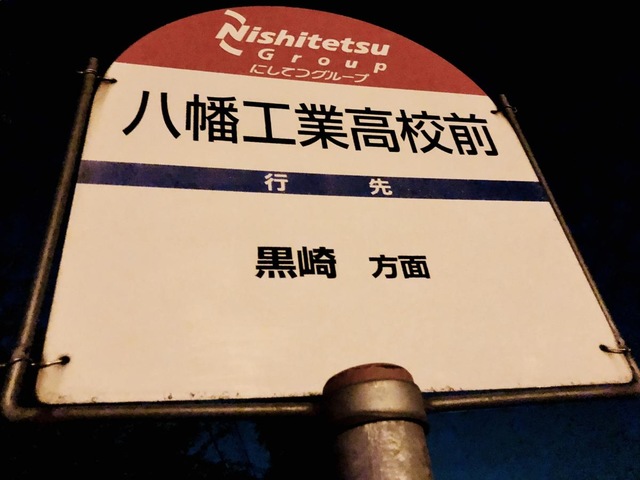 Nishitetsu
Group
にしてつグループ
八幡工業高校前
行先
黒崎 方面